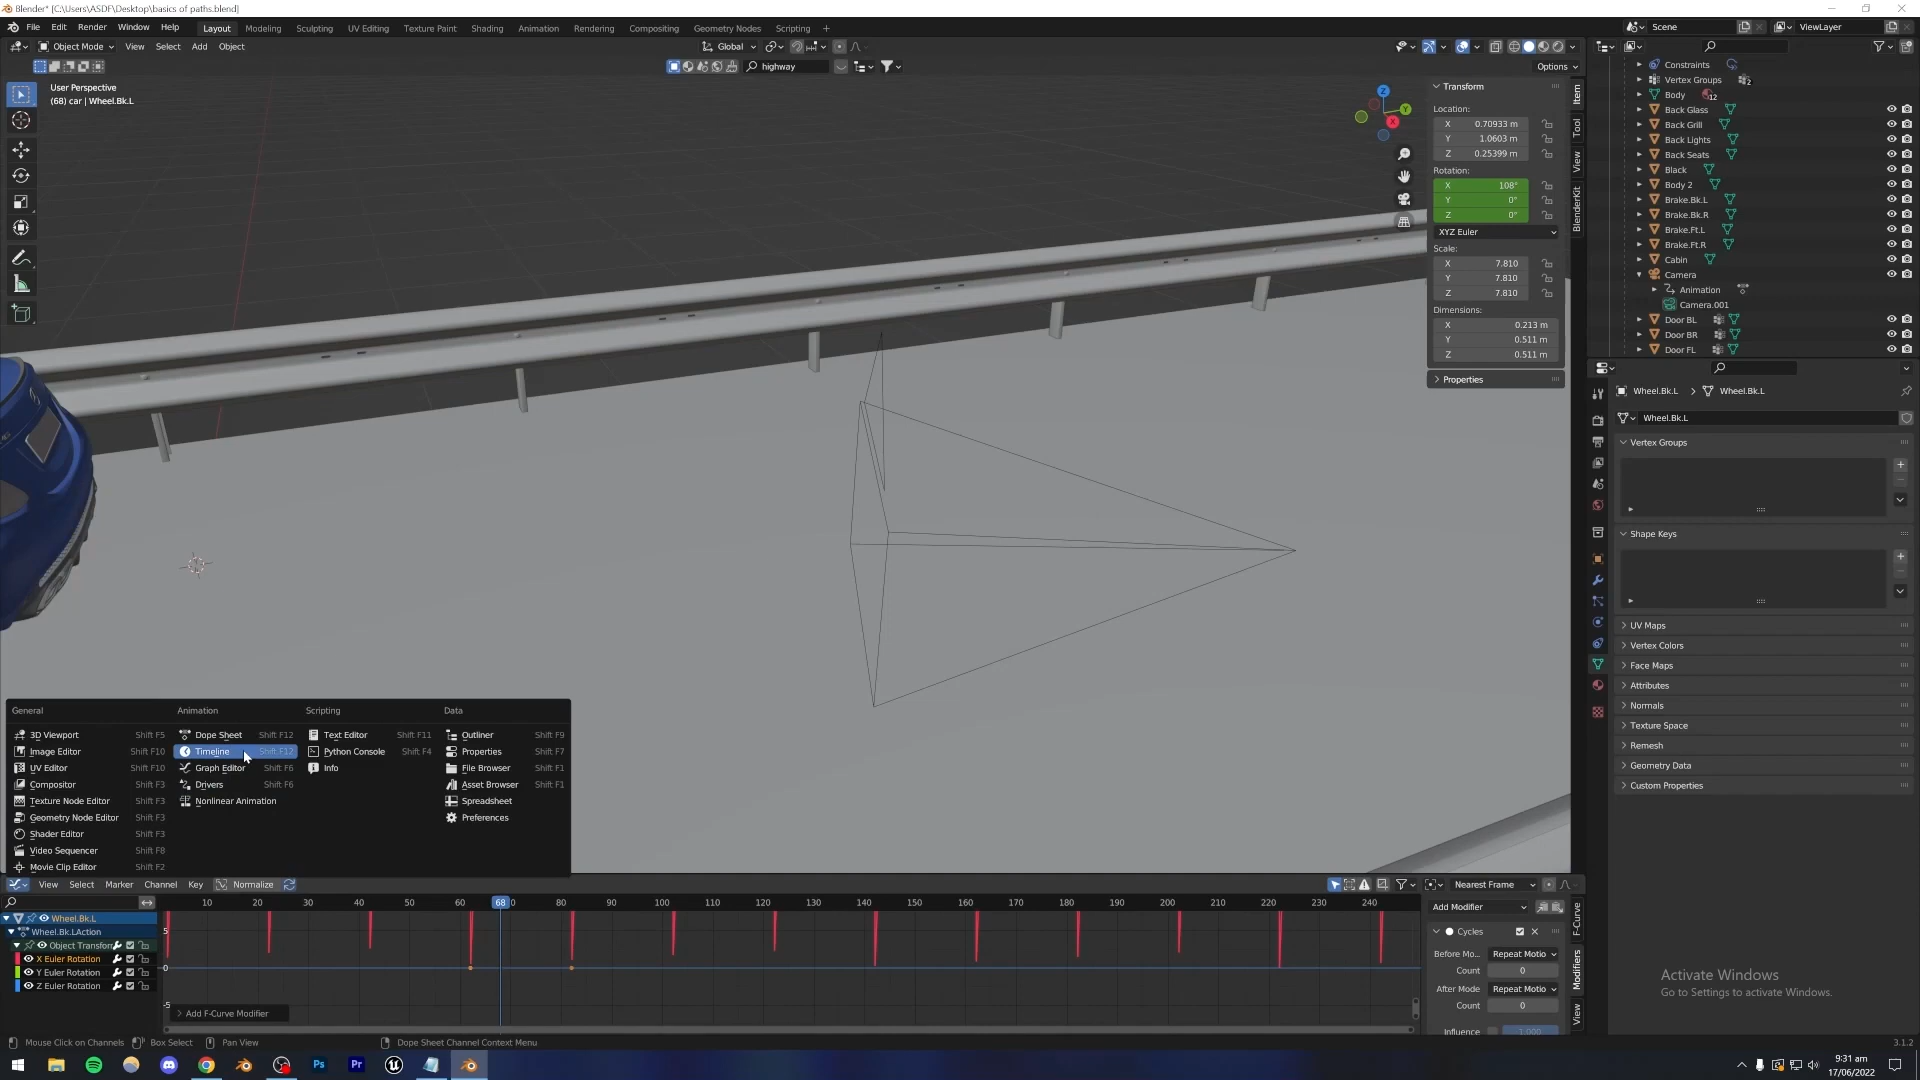 Blender* [C:\Users\ASDF\Desktop\basics of paths.blend]
File Edit Render Window Help Layout Modeling Sculpting UV Editing Texture Paint Shading Animation Rendering Compositing Geometry Nodes Scripting + Scene ViewLayer
Object Mode View Select Add Object Global
highway Options
User Perspective
(68) car | Wheel.Bk.L
Z Y X
Transform
Location:
X 0.70933 m
Y 1.0603 m
Z 0.25399 m
Rotation:
X 108°
Y 0°
Z 0°
XYZ Euler
Scale:
X 7.810
Y 7.810
Z 7.810
Dimensions:
X 0.213 m
Y 0.511 m
Z 0.511 m
Properties
Item
Tool
View
BlenderKit
Constraints
Vertex Groups 2
Body 12
Back Glass
Back Grill
Back Lights
Back Seats
Black
Body 2
Brake.Bk.L
Brake.Bk.R
Brake.Ft.L
Brake.Ft.R
Cabin
Camera
Animation
Camera.001
Door BL
Door BR
Door FL
Wheel.Bk.L > Wheel.Bk.L
Wheel.Bk.L
Vertex Groups
Shape Keys
UV Maps
Vertex Colors
Face Maps
Attributes
Normals
Texture Space
Remesh
Geometry Data
Custom Properties
General Animation Scripting Data
3D Viewport Shift F5 Dope Sheet Shift F12 Text Editor Shift F11 Outliner Shift F9
Image Editor Shift F10 Timeline Shift F12 Python Console Shift F4 Properties Shift F7
UV Editor Shift F10 Graph Editor Shift F6 Info File Browser Shift F1
Compositor Shift F3 Drivers Shift F6 Asset Browser Shift F1
Texture Node Editor Shift F3 Nonlinear Animation Spreadsheet
Geometry Node Editor Shift F3 Preferences
Shader Editor Shift F3
Video Sequencer Shift F8
Movie Clip Editor Shift F2
View Select Marker Channel Key Normalize Nearest Frame
10 20 30 40 50 60 68 80 90 100 110 120 130 140 150 160 170 180 190 200 210 220 230 240
Wheel.Bk.L
Wheel.Bk.LAction
Object Transform
X Euler Rotation
Y Euler Rotation
Z Euler Rotation
5
0
-5
Add F-Curve Modifier
Add Modifier
Cycles
Before Mo... Repeat Motio
Count 0
After Mode Repeat Motio
Count 0
Influence 1.000
F-Curve
Modifiers
View
Activate Windows
Go to Settings to activate Windows.
Mouse Click on Channels Box Select Pan View Dope Sheet Channel Context Menu 3.1.2
Ps Pr
9:31 am
17/06/2022